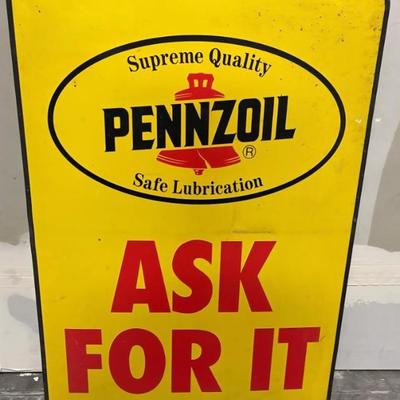 Supreme Quality
PENNZOIL
®
Safe Lubrication
ASK
FOR IT